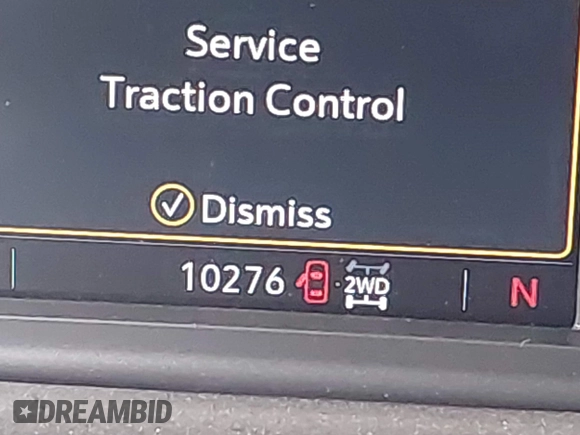 Service
Traction Control
Dismiss
10276 2WD N
DREAMBID